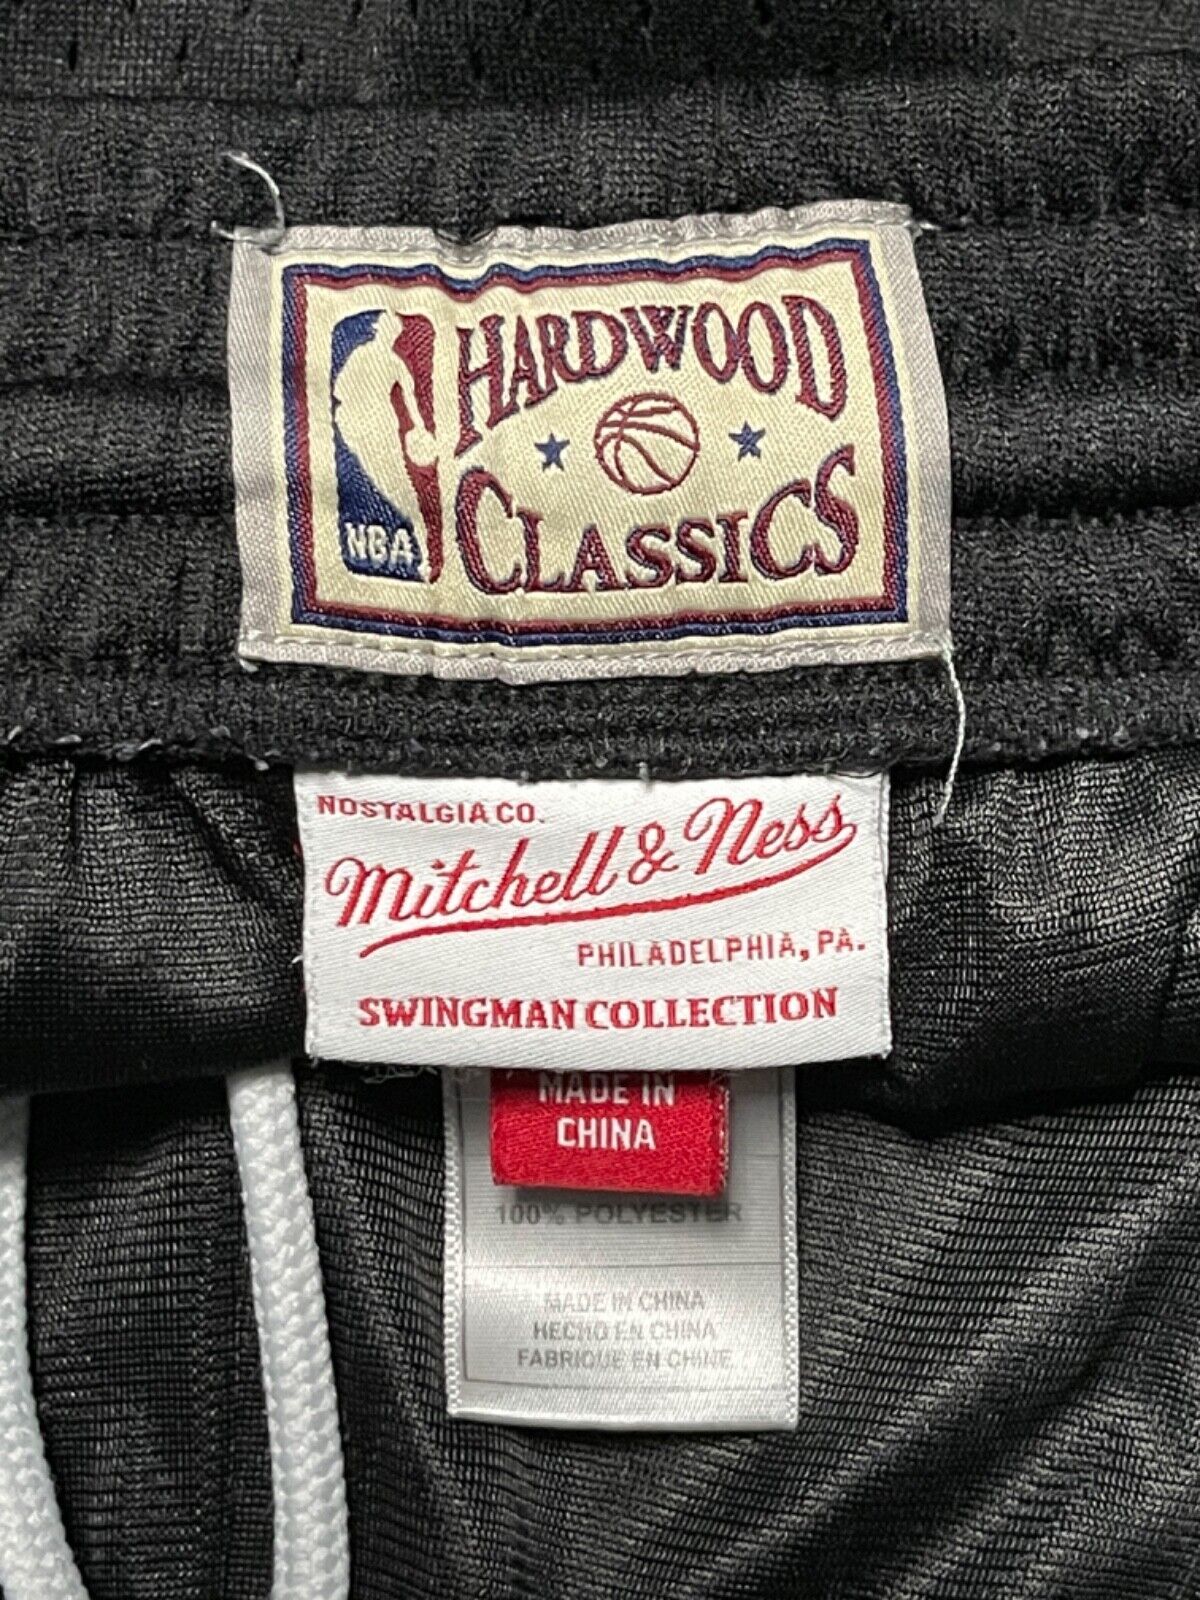 HARDWOOD
CLASSICS
NBA
NOSTALGIA CO.
Mitchell & Ness
PHILADELPHIA, PA.
SWINGMAN COLLECTION
MADE IN
CHINA
100% POLYESTER
MADE IN CHINA
HECHO EN CHINA
FABRIQUE EN CHINE